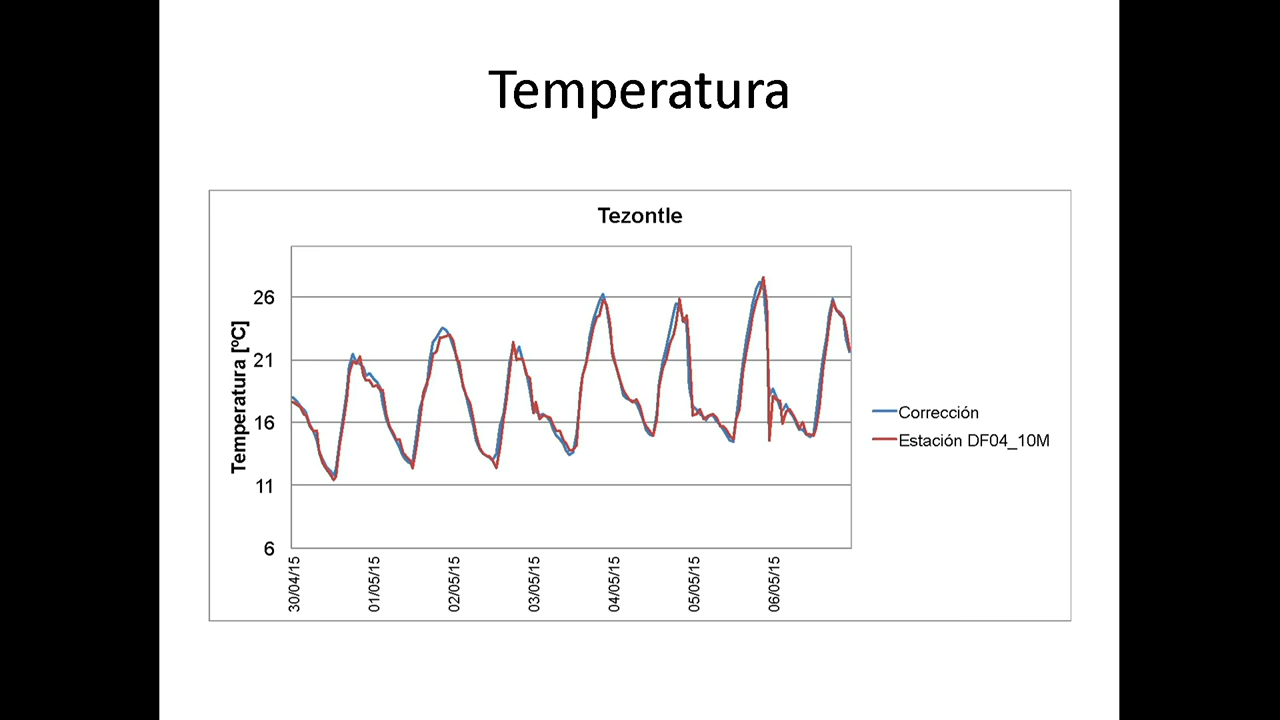 Temperatura
Tezontle
Temperatura [ºC]
26
21
16
11
6
30/04/15
01/05/15
02/05/15
03/05/15
04/05/15
05/05/15
06/05/15
Corrección
Estación DF04_10M